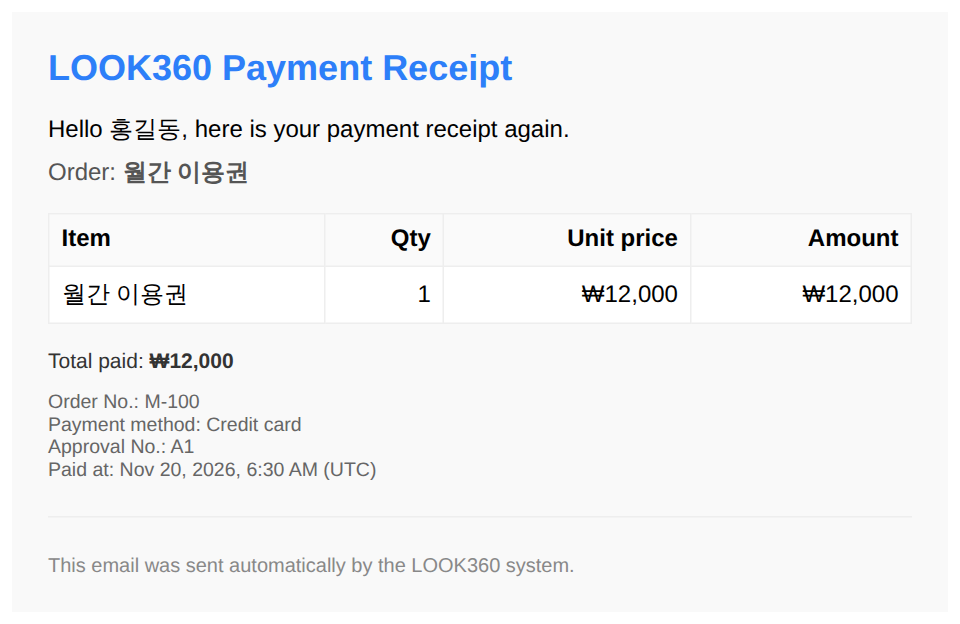 LOOK360 Payment Receipt
Hello 홍길동, here is your payment receipt again.
Order: 월간 이용권
Item Qty Unit price Amount
월간 이용권 1 ₩12,000 ₩12,000
Total paid: ₩12,000
Order No.: M-100
Payment method: Credit card
Approval No.: A1
Paid at: Nov 20, 2026, 6:30 AM (UTC)
This email was sent automatically by the LOOK360 system.